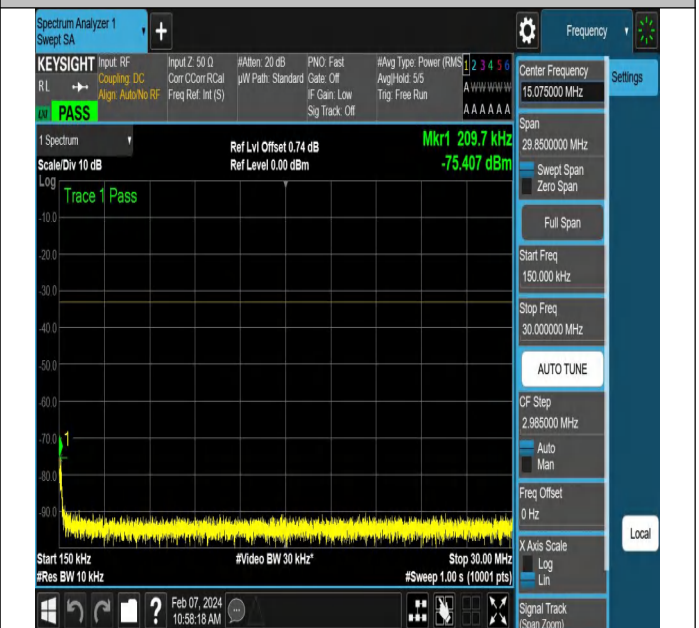 Spectrum Analyzer 1
Swept SA
+
Frequency
KEYSIGHT
RL
PASS
Input: RF
Coupling: DC
Align: Auto/No RF
Input Z: 50 Ω
Corr CCorr RCal
Freq Ref: Int (S)
#Atten: 20 dB
µW Path: Standard
PNO: Fast
Gate: Off
IF Gain: Low
Sig Track: Off
#Avg Type: Power (RMS
Avg|Hold: 5/5
Trig: Free Run
1 2 3 4 5 6
A W W W W W
A A A A A A
1 Spectrum
Scale/Div 10 dB
Ref Lvl Offset 0.74 dB
Ref Level 0.00 dBm
Mkr1 209.7 kHz
-75.407 dBm
Log
Trace 1 Pass
-10.0
-20.0
-30.0
-40.0
-50.0
-60.0
-70.0
1
-80.0
-90.0
Start 150 kHz
#Video BW 30 kHz*
Stop 30.00 MHz
#Res BW 10 kHz
#Sweep 1.00 s (10001 pts)
?
Feb 07, 2024
10:58:18 AM
Center Frequency
15.075000 MHz
Settings
Span
29.8500000 MHz
Swept Span
Zero Span
Full Span
Start Freq
150.000 kHz
Stop Freq
30.000000 MHz
AUTO TUNE
CF Step
2.985000 MHz
Auto
Man
Freq Offset
0 Hz
Local
X Axis Scale
Log
Lin
Signal Track
(Span Zoom)